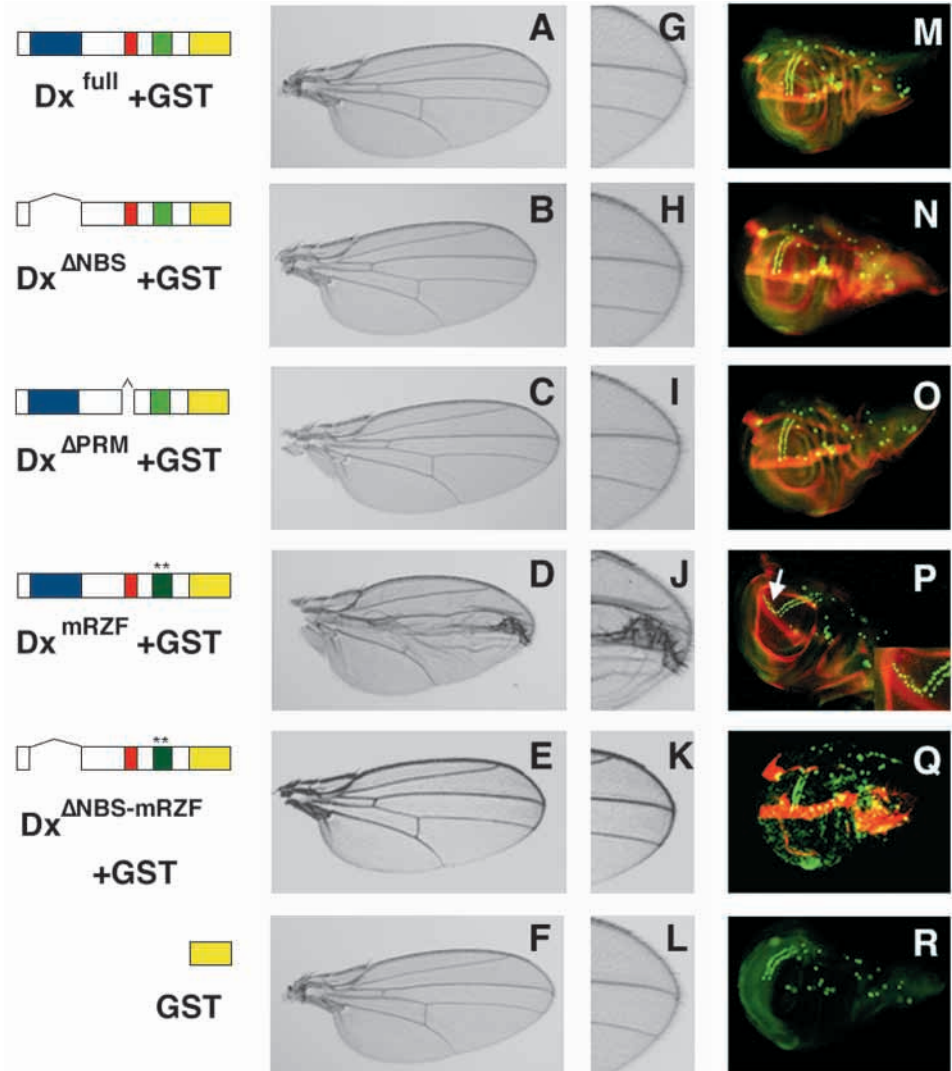 A G M
Dx full +GST
B H N
Dx ΔNBS +GST
C I O
Dx ΔPRM +GST
D J P
**
Dx mRZF +GST
E K Q
**
Dx ΔNBS-mRZF
+GST
F L R
GST